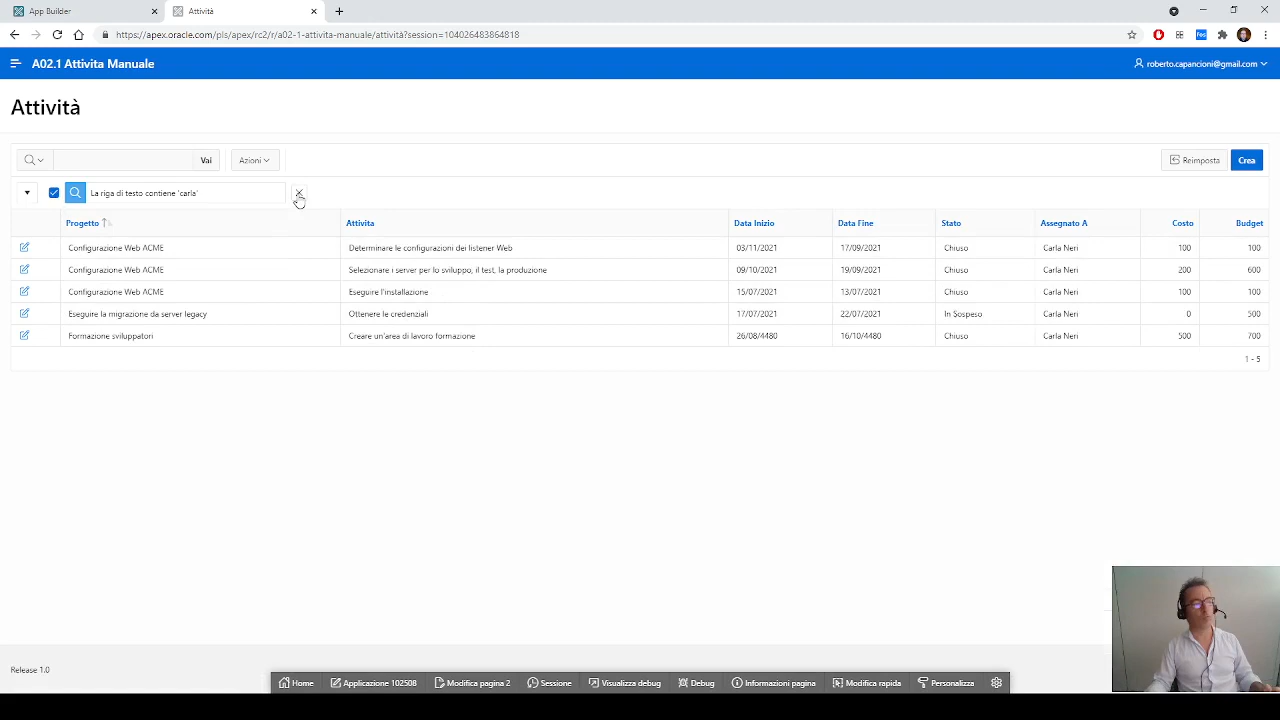 App Builder
Attività
https://apex.oracle.com/pls/apex/rc2/r/a02-1-attivita-manuale/attività?session=104026483864818
A02.1 Attivita Manuale
roberto.capancioni@gmail.com
Attività
Vai
Azioni
Reimposta
Crea
La riga di testo contiene 'carla'
Progetto Attivita Data Inizio Data Fine Stato Assegnato A Costo Budget
Configurazione Web ACME Determinare le configurazioni dei listener Web 03/11/2021 17/09/2021 Chiuso Carla Neri 100 100
Configurazione Web ACME Selezionare i server per lo sviluppo, il test, la produzione 09/10/2021 19/09/2021 Chiuso Carla Neri 200 600
Configurazione Web ACME Eseguire l'installazione 15/07/2021 13/07/2021 Chiuso Carla Neri 100 100
Esegure la migrazione da server legacy Ottenere le credenziali 17/07/2021 22/07/2021 In Sospeso Carla Neri 0 500
Formazione sviluppatori Creare un'area di lavoro formazione 26/08/4480 16/10/4480 Chiuso Carla Neri 500 700
1 - 5
Release 1.0
Home Applicazione 102508 Modifica pagina 2 Sessione Visualizza debug Debug Informazioni pagina Modifica rapida Personalizza